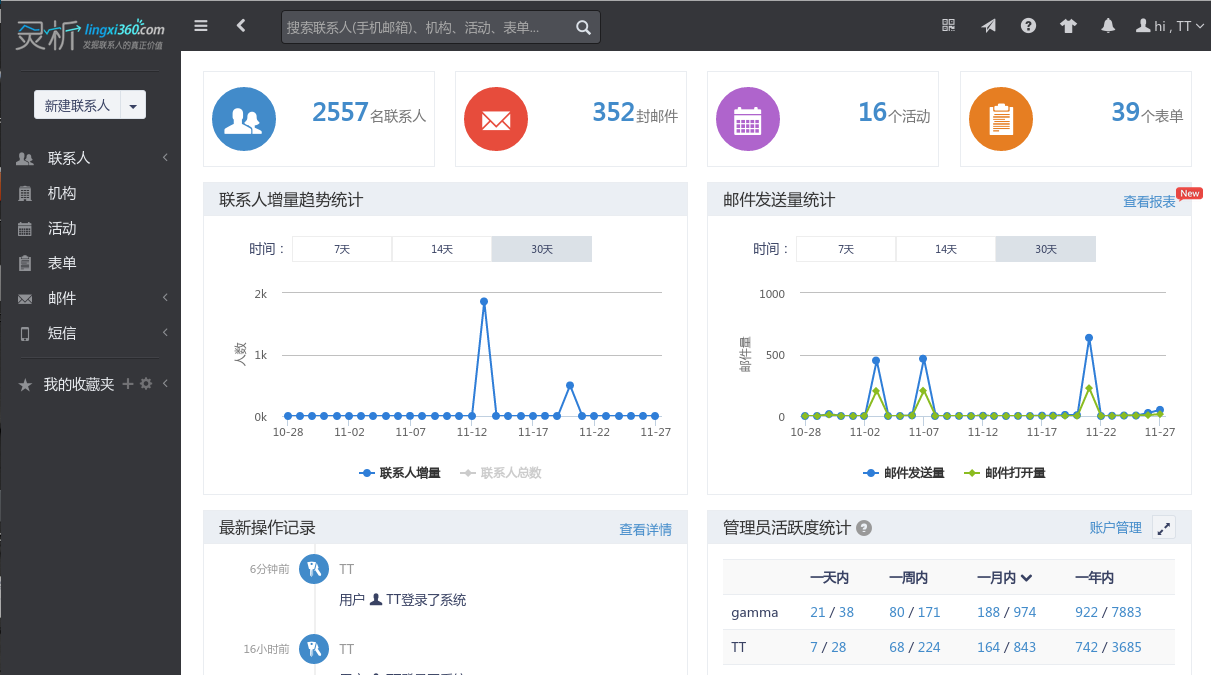 灵析 lingxi360.com
发掘联系人的真正价值
搜索联系人(手机邮箱)、机构、活动、表单...
hi , TT
新建联系人
联系人
机构
活动
表单
邮件
短信
我的收藏夹
2557名联系人
352封邮件
16个活动
39个表单
联系人增量趋势统计
时间： 7天 14天 30天
2k
1k
0k
人数
10-28 11-02 11-07 11-12 11-17 11-22 11-27
联系人增量 联系人总数
邮件发送量统计 查看报表 New
时间： 7天 14天 30天
1000
500
0
邮件量
10-28 11-02 11-07 11-12 11-17 11-22 11-27
邮件发送量 邮件打开量
最新操作记录 查看详情
6分钟前 TT
用户 TT登录了系统
16小时前 TT
管理员活跃度统计 ? 账户管理
一天内 一周内 一月内 一年内
gamma 21 / 38 80 / 171 188 / 974 922 / 7883
TT 7 / 28 68 / 224 164 / 843 742 / 3685